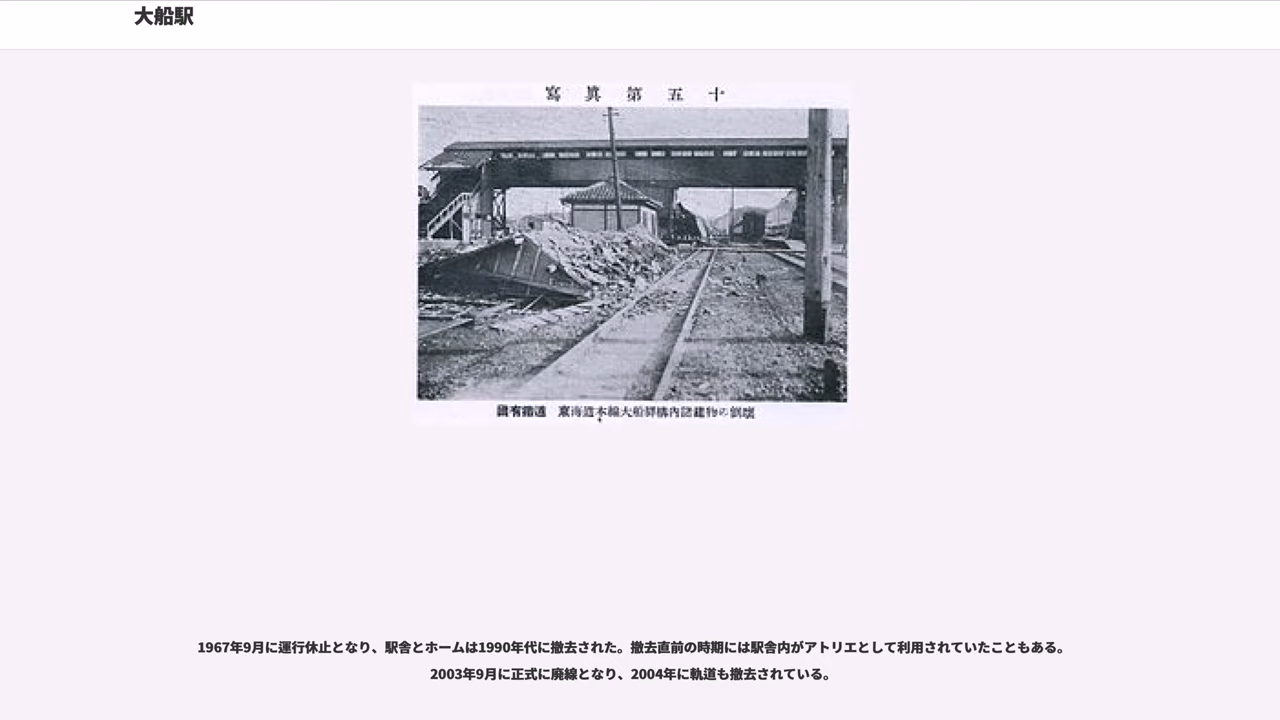 大船駅
寫眞第五十
國有鐵道 東海道本線大船驛構内諸建物の倒壞
1967年9月に運行休止となり、駅舎とホームは1990年代に撤去された。撤去直前の時期には駅舎内がアトリエとして利用されていたこともある。
2003年9月に正式に廃線となり、2004年に軌道も撤去されている。